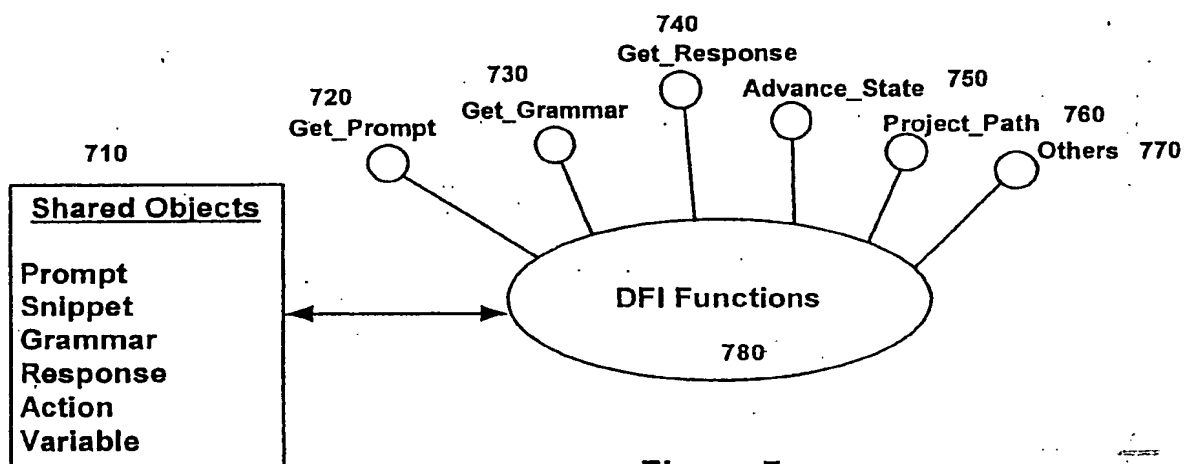 740
Get_Response
730
Get_Grammar
Advance_State 750
720
Get_Prompt
Project_Path 760
Others 770
710
Shared Objects
Prompt
Snippet
Grammar
Response
Action
Variable
DFI Functions
780